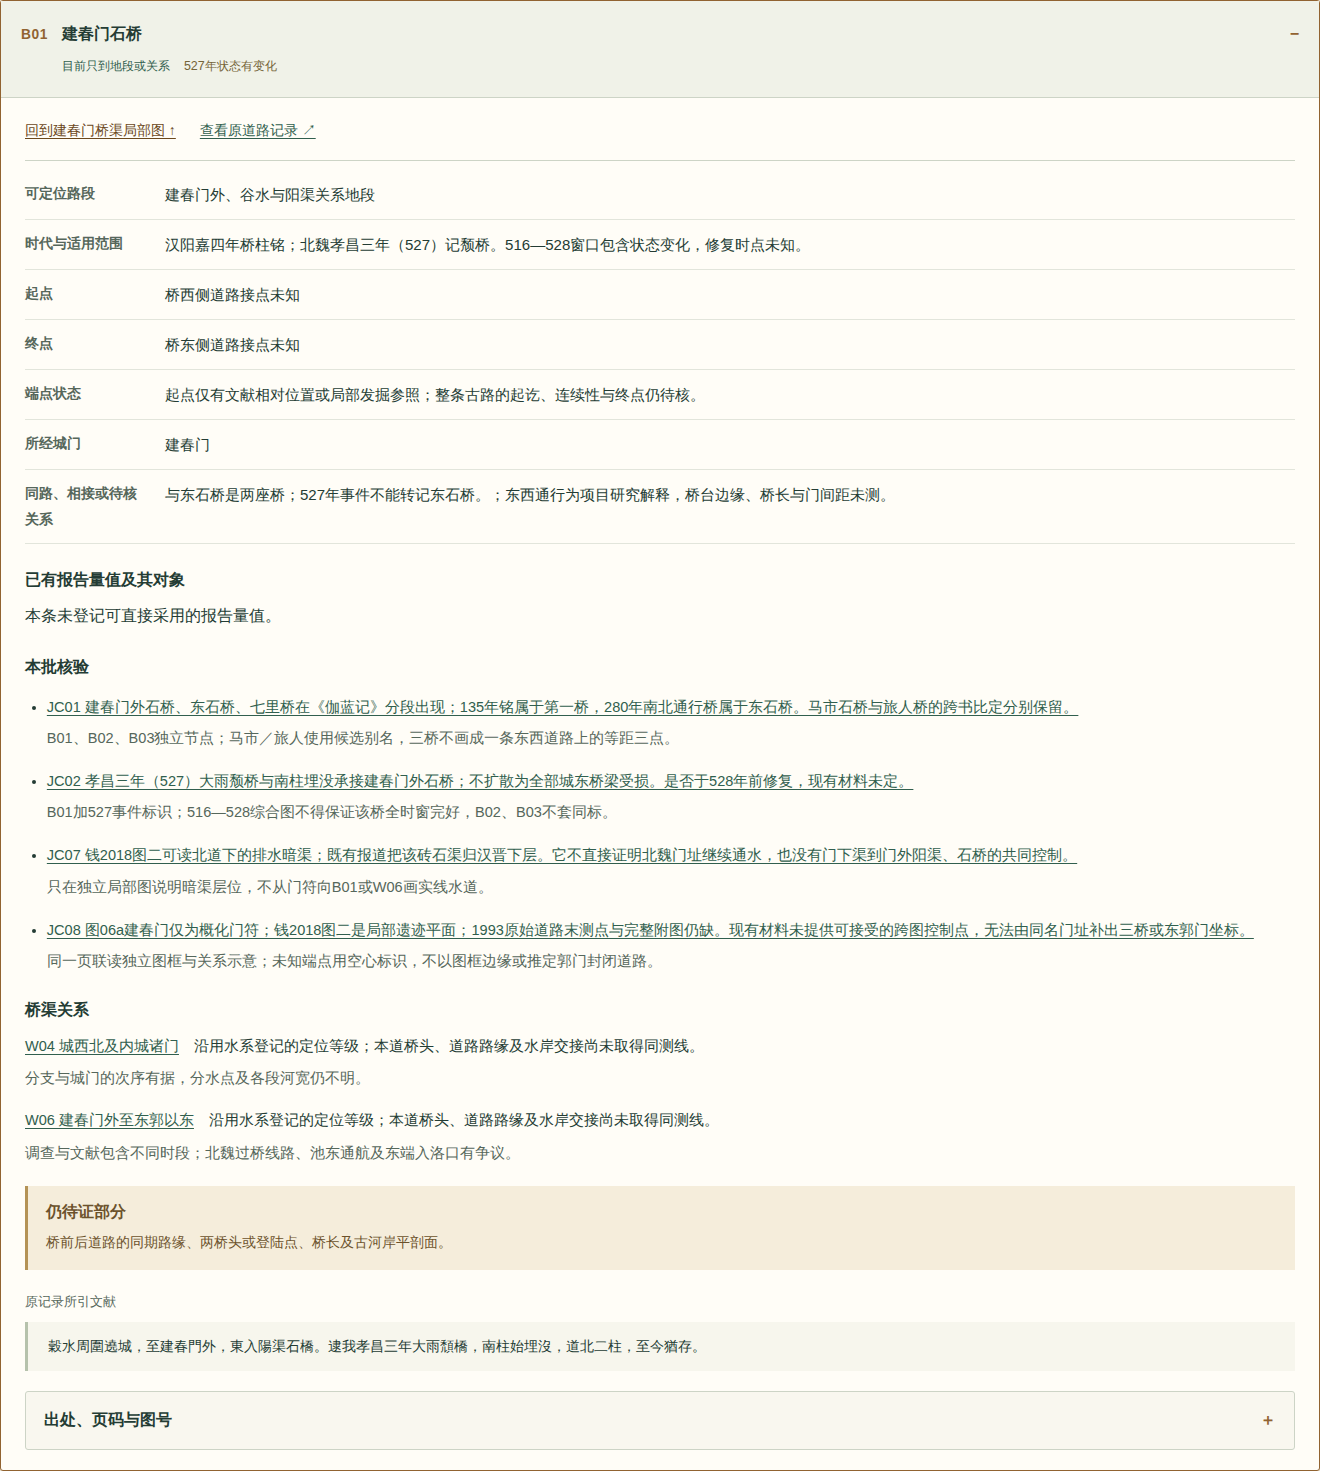 B01 建春门石桥 −
目前只到地段或关系 527年状态有变化
回到建春门桥渠局部图 ↑ 查看原道路记录 ↗
可定位路段 建春门外、谷水与阳渠关系地段
时代与适用范围 汉阳嘉四年桥柱铭；北魏孝昌三年（527）记颓桥。516—528窗口包含状态变化，修复时点未知。
起点 桥西侧道路接点未知
终点 桥东侧道路接点未知
端点状态 起点仅有文献相对位置或局部发掘参照；整条古路的起讫、连续性与终点仍待核。
所经城门 建春门
同路、相接或待核 与东石桥是两座桥；527年事件不能转记东石桥。；东西通行为项目研究解释，桥台边缘、桥长与门间距未测。
关系
已有报告量值及其对象
本条未登记可直接采用的报告量值。
本批核验
• JC01 建春门外石桥、东石桥、七里桥在《伽蓝记》分段出现；135年铭属于第一桥，280年南北通行桥属于东石桥。马市石桥与旅人桥的跨书比定分别保留。
B01、B02、B03独立节点；马市／旅人使用候选别名，三桥不画成一条东西道路上的等距三点。
• JC02 孝昌三年（527）大雨颓桥与南柱埋没承接建春门外石桥；不扩散为全部城东桥梁受损。是否于528年前修复，现有材料未定。
B01加527事件标识；516—528综合图不得保证该桥全时窗完好，B02、B03不套同标。
• JC07 钱2018图二可读北道下的排水暗渠；既有报道把该砖石渠归汉晋下层。它不直接证明北魏门址继续通水，也没有门下渠到门外阳渠、石桥的共同控制。
只在独立局部图说明暗渠层位，不从门符向B01或W06画实线水道。
• JC08 图06a建春门仅为概化门符；钱2018图二是局部遗迹平面；1993原始道路末测点与完整附图仍缺。现有材料未提供可接受的跨图控制点，无法由同名门址补出三桥或东郭门坐标。
同一页联读独立图框与关系示意；未知端点用空心标识，不以图框边缘或推定郭门封闭道路。
桥渠关系
W04 城西北及内城诸门 沿用水系登记的定位等级；本道桥头、道路路缘及水岸交接尚未取得同测线。
分支与城门的次序有据，分水点及各段河宽仍不明。
W06 建春门外至东郭以东 沿用水系登记的定位等级；本道桥头、道路路缘及水岸交接尚未取得同测线。
调查与文献包含不同时段；北魏过桥线路、池东通航及东端入洛口有争议。
仍待证部分
桥前后道路的同期路缘、两桥头或登陆点、桥长及古河岸平剖面。
原记录所引文献
穀水周圍遶城，至建春門外，東入陽渠石橋。逮我孝昌三年大雨頹橋，南柱始埋沒，道北二柱，至今猶存。
出处、页码与图号 +